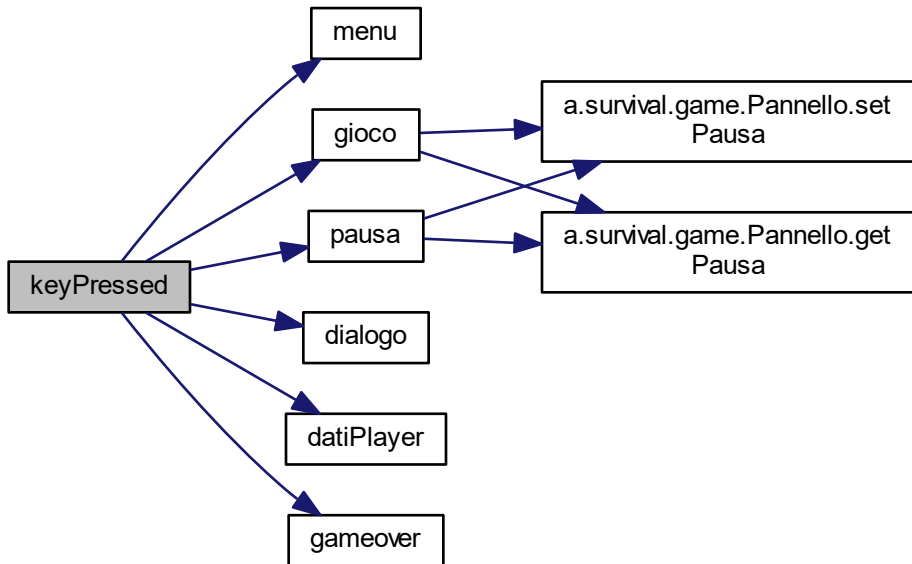 menu
gioco
a.survival.game.Pannello.set
Pausa
pausa
a.survival.game.Pannello.get
Pausa
keyPressed
dialogo
datiPlayer
gameover